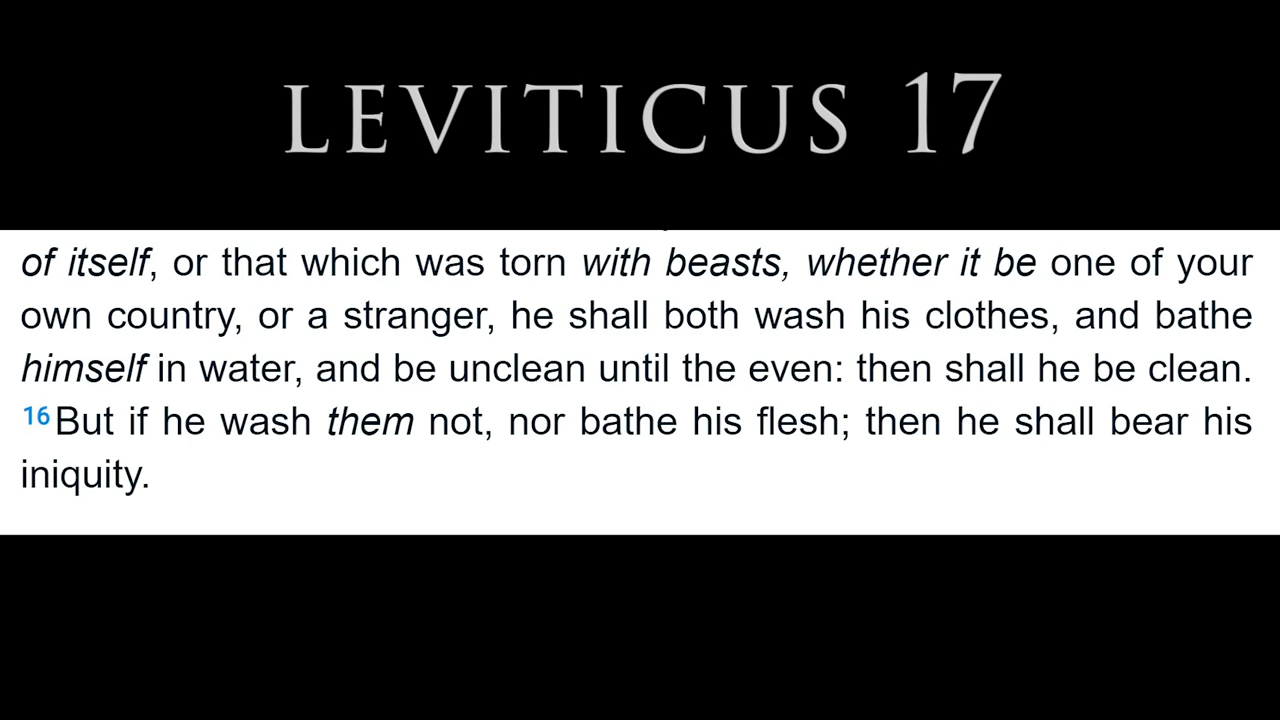 LEVITICUS 17
of itself, or that which was torn with beasts, whether it be one of your
own country, or a stranger, he shall both wash his clothes, and bathe
himself in water, and be unclean until the even: then shall he be clean.
16 But if he wash them not, nor bathe his flesh; then he shall bear his
iniquity.